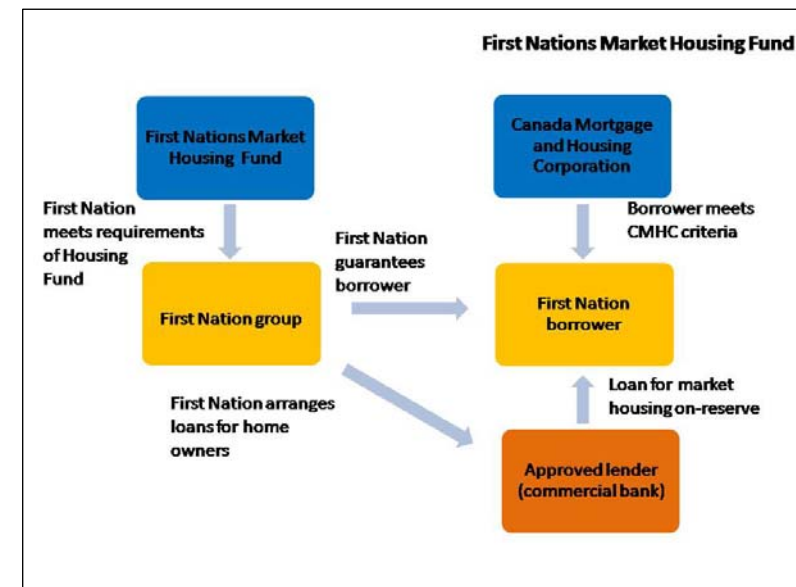 First Nations Market Housing Fund
First Nations Market
Housing Fund
Canada Mortgage
and Housing
Corporation
First Nation
meets requirements
of Housing
Fund
First Nation
guarantees
borrower
Borrower meets
CMHC criteria
First Nation group
First Nation
borrower
First Nation arranges
loans for home
owners
Loan for market
housing on-reserve
Approved lender
(commercial bank)